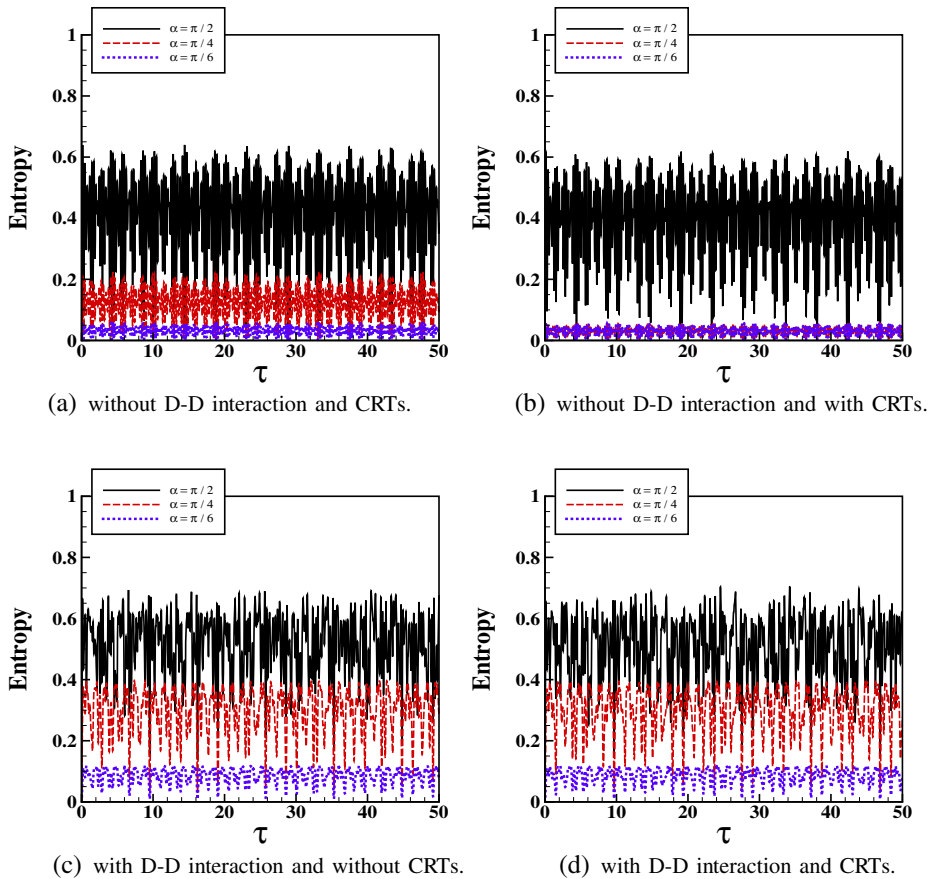 α = π / 2
α = π / 4
α = π / 6
1
0.8
0.6
0.4
0.2
0
Entropy
0 10 20 30 40 50
τ
(a) without D-D interaction and CRTs.
α = π / 2
α = π / 4
α = π / 6
1
0.8
0.6
0.4
0.2
0
Entropy
0 10 20 30 40 50
τ
(b) without D-D interaction and with CRTs.
α = π / 2
α = π / 4
α = π / 6
1
0.8
0.6
0.4
0.2
0
Entropy
0 10 20 30 40 50
τ
(c) with D-D interaction and without CRTs.
α = π / 2
α = π / 4
α = π / 6
1
0.8
0.6
0.4
0.2
0
Entropy
0 10 20 30 40 50
τ
(d) with D-D interaction and CRTs.